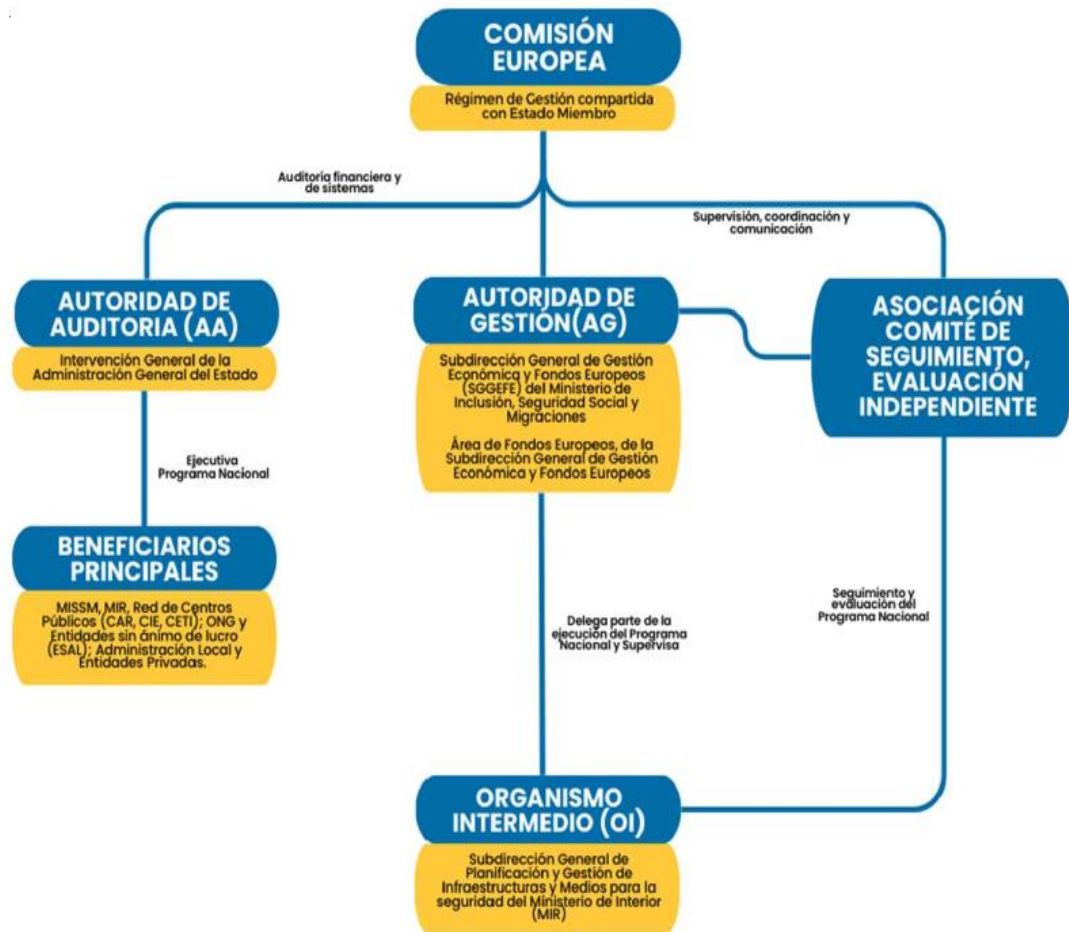 COMISIÓN
EUROPEA
Régimen de Gestión compartida
con Estado Miembro
Auditoría financiera y
de sistemas
Supervisión, coordinación y
comunicación
AUTORIDAD DE
AUDITORIA (AA)
Intervención General de la
Administración General del Estado
AUTORIDAD DE
GESTIÓN(AG)
Subdirección General de Gestión
Económica y Fondos Europeos
(SGGEFE) del Ministerio de
Inclusión, Seguridad Social y
Migraciones
Área de Fondos Europeos, de la
Subdirección General de Gestión
Económica y Fondos Europeos
ASOCIACIÓN
COMITÉ DE
SEGUIMIENTO,
EVALUACIÓN
INDEPENDIENTE
Ejecutiva
Programa Nacional
BENEFICIARIOS
PRINCIPALES
MISSM, MIR, Red de Centros
Públicos (CAR, CIE, CETI); ONG y
Entidades sin ánimo de lucro
(ESAL); Administración Local y
Entidades Privadas.
Delega parte de la
ejecución del Programa
Nacional y Supervisa
Seguimiento y
evaluación del
Programa Nacional
ORGANISMO
INTERMEDIO (OI)
Subdirección General de
Planificación y Gestión de
Infraestructuras y Medios para la
seguridad del Ministerio de Interior
(MIR)